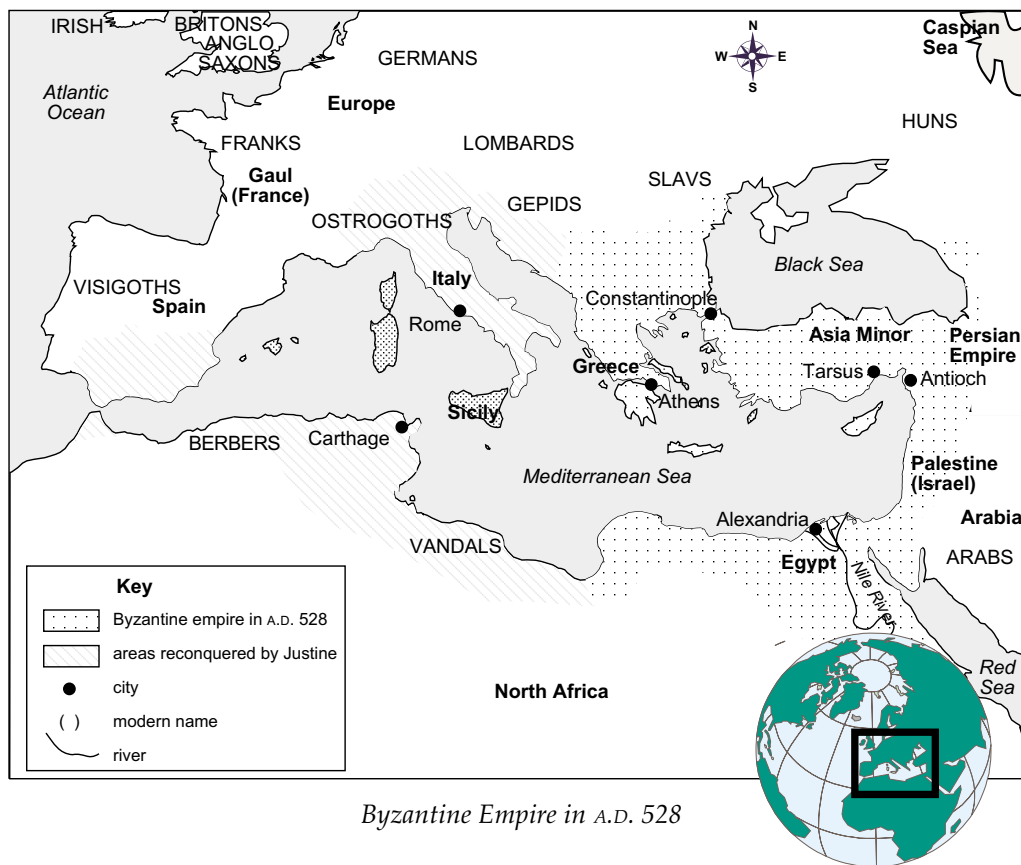 IRISH
BRITONS
ANGLO
SAXONS
GERMANS
N
W
E
S
Caspian
Sea
Atlantic
Ocean
Europe
HUNS
FRANKS
LOMBARDS
Gaul
(France)
SLAVS
GEPIDS
OSTROGOTHS
Black Sea
VISIGOTHS
Spain
Italy
Constantinople
Rome
Asia Minor
Persian
Empire
Greece
Tarsus
Antioch
Athens
Sicily
BERBERS
Carthage
Mediterranean Sea
Palestine
(Israel)
Alexandria
Arabia
VANDALS
Egypt
ARABS
Nile River
Red
Sea
North Africa
Key
Byzantine empire in A.D. 528
areas reconquered by Justine
city
( ) modern name
river
Byzantine Empire in A.D. 528